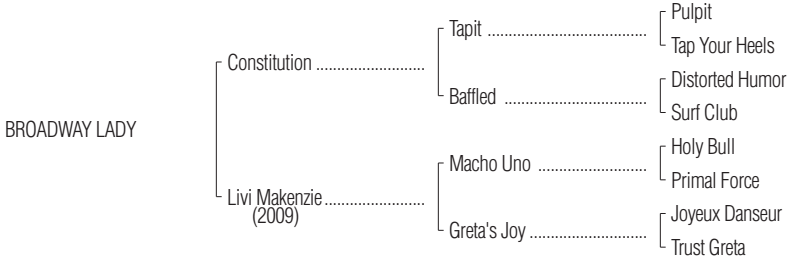 Pulpit
Tapit ..................................
Tap Your Heels
Constitution .......................
Distorted Humor
Baffled ..............................
Surf Club
BROADWAY LADY
Holy Bull
Macho Uno .......................
Primal Force
Livi Makenzie .....................
(2009)
Joyeux Danseur
Greta's Joy .........................
Trust Greta